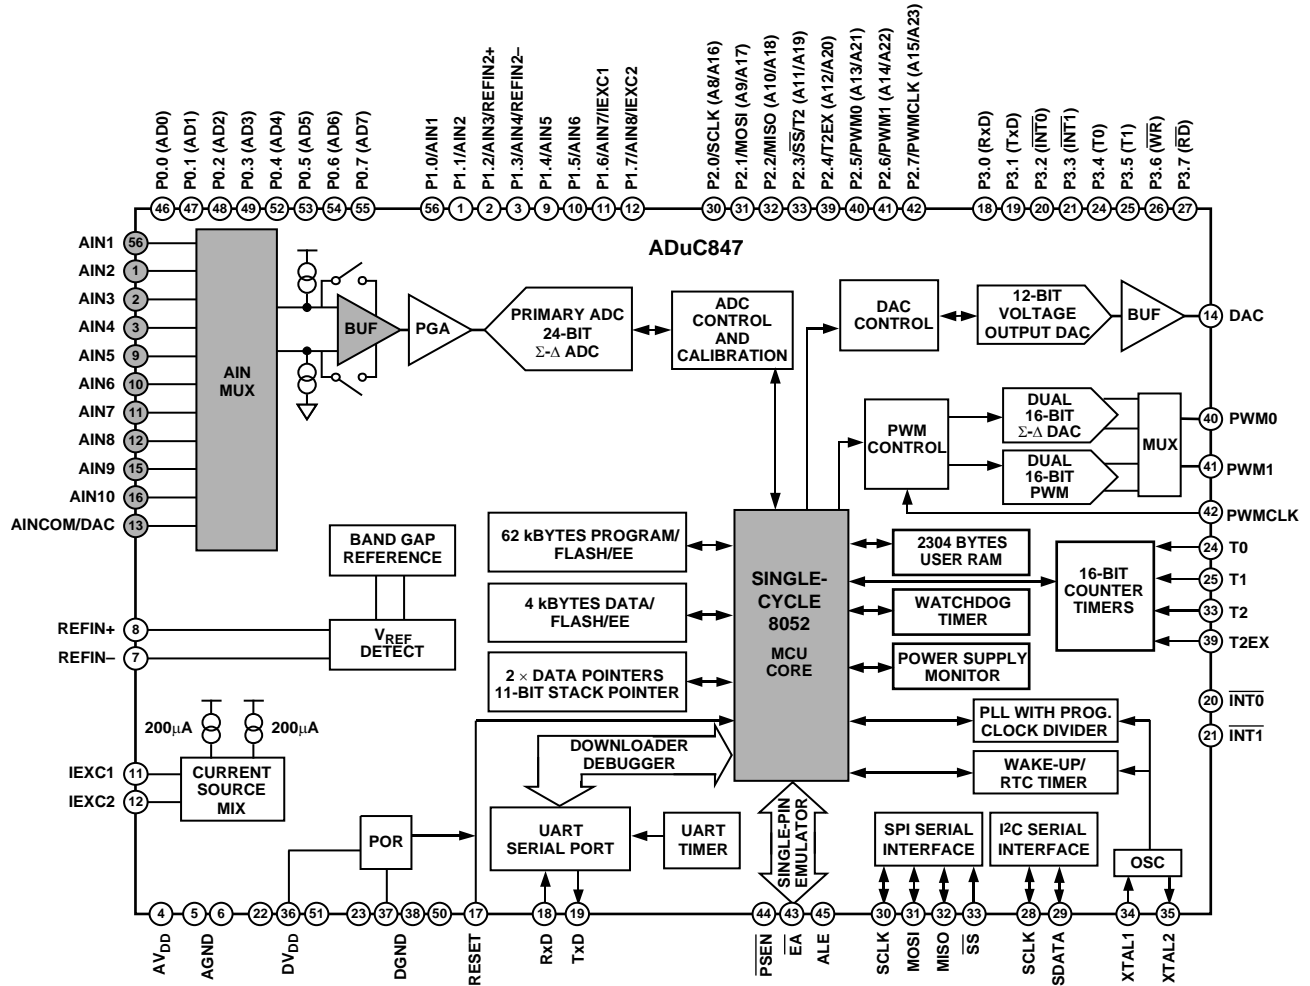 P0.0 (AD0)
P0.1 (AD1)
P0.2 (AD2)
P0.3 (AD3)
P0.4 (AD4)
P0.5 (AD5)
P0.6 (AD6)
P0.7 (AD7)
P1.0/AIN1
P1.1/AIN2
P1.2/AIN3/REFIN2+
P1.3/AIN4/REFIN2–
P1.4/AIN5
P1.5/AIN6
P1.6/AIN7/IEXC1
P1.7/AIN8/IEXC2
P2.0/SCLK (A8/A16)
P2.1/MOSI (A9/A17)
P2.2/MISO (A10/A18)
P2.3/S̅S̅/T2 (A11/A19)
P2.4/T2EX (A12/A20)
P2.5/PWM0 (A13/A21)
P2.6/PWM1 (A14/A22)
P2.7/PWMCLK (A15/A23)
P3.0 (RxD)
P3.1 (TxD)
P3.2 (I̅N̅T̅0̅)
P3.3 (I̅N̅T̅1̅)
P3.4 (T0)
P3.5 (T1)
P3.6 (W̅R̅)
P3.7 (R̅D̅)
46 47 48 49 52 53 54 55 56 1 2 3 9 10 11 12 30 31 32 33 39 40 41 42 18 19 20 21 24 25 26 27
ADuC847
AIN1 56
AIN2 1
AIN3 2
AIN4 3
AIN5 9
AIN6 10
AIN7 11
AIN8 12
AIN9 15
AIN10 16
AINCOM/DAC 13
AIN
MUX
BUF
PGA
PRIMARY ADC
24-BIT
Σ-Δ ADC
ADC
CONTROL
AND
CALIBRATION
DAC
CONTROL
12-BIT
VOLTAGE
OUTPUT DAC
BUF
14 DAC
PWM
CONTROL
DUAL
16-BIT
Σ-Δ DAC
DUAL
16-BIT
PWM
MUX
40 PWM0
41 PWM1
42 PWMCLK
BAND GAP
REFERENCE
VREF
DETECT
REFIN+ 8
REFIN– 7
62 kBYTES PROGRAM/
FLASH/EE
4 kBYTES DATA/
FLASH/EE
2 × DATA POINTERS
11-BIT STACK POINTER
SINGLE-
CYCLE
8052
MCU
CORE
2304 BYTES
USER RAM
WATCHDOG
TIMER
POWER SUPPLY
MONITOR
16-BIT
COUNTER
TIMERS
24 T0
25 T1
33 T2
39 T2EX
20 I̅N̅T̅0̅
21 I̅N̅T̅1̅
PLL WITH PROG.
CLOCK DIVIDER
WAKE-UP/
RTC TIMER
200μA
200μA
IEXC1 11
IEXC2 12
CURRENT
SOURCE
MIX
DOWNLOADER
DEBUGGER
POR
UART
SERIAL PORT
UART
TIMER
SINGLE-PIN
EMULATOR
SPI SERIAL
INTERFACE
I²C SERIAL
INTERFACE
OSC
4 5 6 22 36 51 23 37 38 50 17 18 19 44 43 45 30 31 32 33 28 29 34 35
AVDD
AGND
DVDD
DGND
RESET
RxD
TxD
P̅S̅E̅N̅
E̅A̅
ALE
SCLK
MOSI
MISO
S̅S̅
SCLK
SDATA
XTAL1
XTAL2